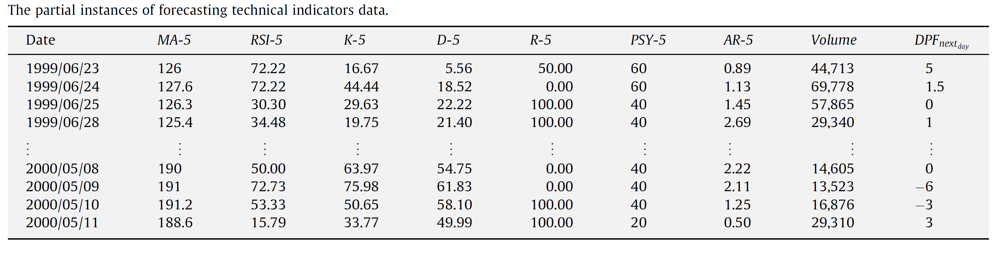 The partial instances of forecasting technical indicators data.
Date MA-5 RSI-5 K-5 D-5 R-5 PSY-5 AR-5 Volume DPFnextday
1999/06/23 126 72.22 16.67 5.56 50.00 60 0.89 44,713 5
1999/06/24 127.6 72.22 44.44 18.52 0.00 60 1.13 69,778 1.5
1999/06/25 126.3 30.30 29.63 22.22 100.00 40 1.45 57,865 0
1999/06/28 125.4 34.48 19.75 21.40 100.00 40 2.69 29,340 1
⋮ ⋮ ⋮ ⋮ ⋮ ⋮ ⋮ ⋮ ⋮ ⋮
2000/05/08 190 50.00 63.97 54.75 0.00 40 2.22 14,605 0
2000/05/09 191 72.73 75.98 61.83 0.00 40 2.11 13,523 −6
2000/05/10 191.2 53.33 50.65 58.10 100.00 40 1.25 16,876 −3
2000/05/11 188.6 15.79 33.77 49.99 100.00 20 0.50 29,310 3